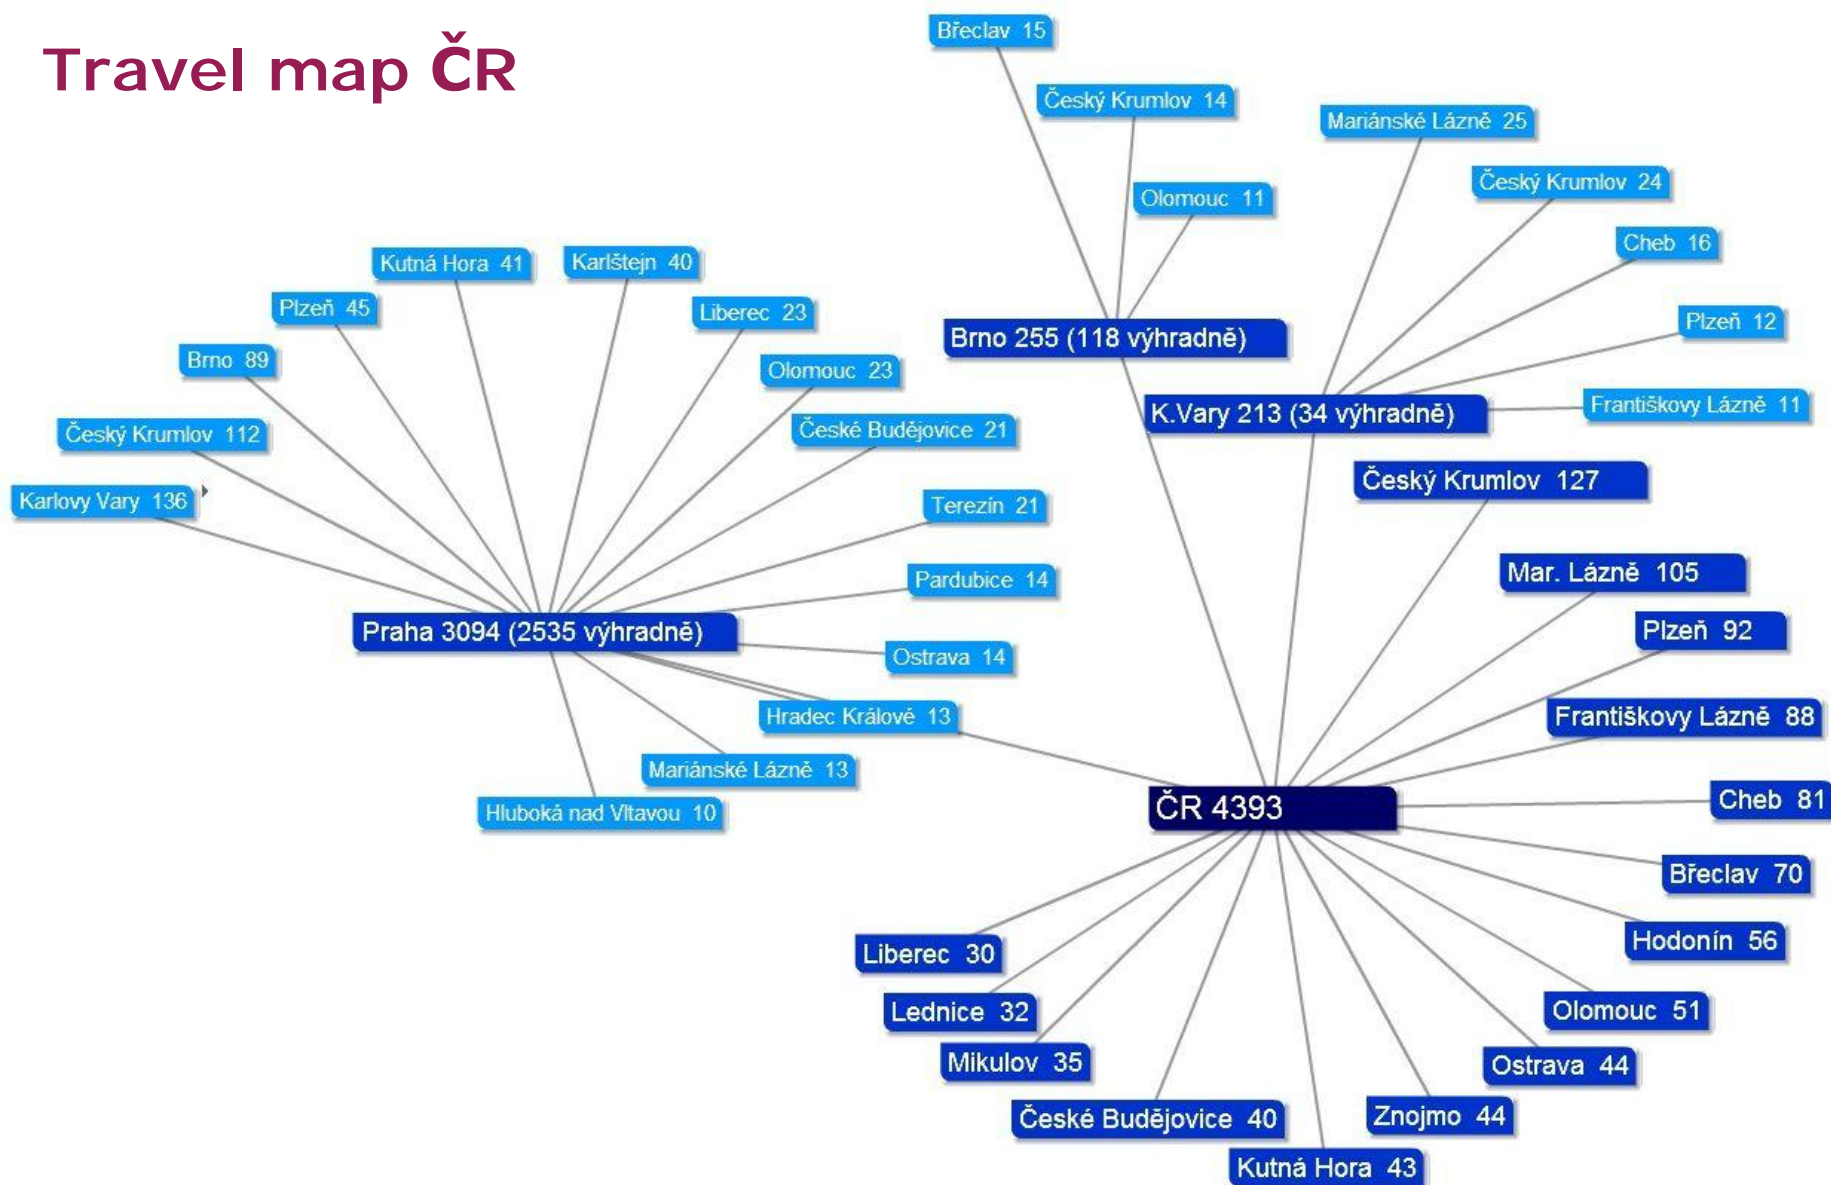 Travel map ČR
Břeclav 15
Český Krumlov 14
Mariánské Lázně 25
Český Krumlov 24
Olomouc 11
Cheb 16
Kutná Hora 41
Karlštejn 40
Plzeň 45
Liberec 23
Plzeň 12
Brno 255 (118 výhradně)
Brno 89
Olomouc 23
Františkovy Lázně 11
K.Vary 213 (34 výhradně)
Český Krumlov 112
České Budějovice 21
Český Krumlov 127
Karlovy Vary 136
Terezín 21
Mar. Lázně 105
Pardubice 14
Praha 3094 (2535 výhradně)
Plzeň 92
Ostrava 14
Hradec Králové 13
Františkovy Lázně 88
Mariánské Lázně 13
Hluboká nad Vltavou 10
ČR 4393
Cheb 81
Břeclav 70
Hodonín 56
Liberec 30
Lednice 32
Olomouc 51
Mikulov 35
Ostrava 44
České Budějovice 40
Znojmo 44
Kutná Hora 43